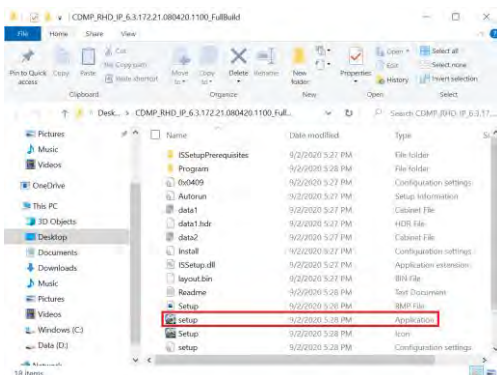 CDMP_RHD_IP_6.3.172.21.080420.1100_FullBuild
File Home Share View
Pin to Quick access
Copy
Paste
Cut
Copy path
Paste shortcut
Move to
Copy to
Delete
Rename
New folder
Properties
Open
Edit
History
Select all
Select none
Invert selection
Clipboard Organize New Open Select
Desk... CDMP_RHD_IP_6.3.172.21.080420.1100_Full...
Search CDMP_RHD_IP_6.3.17...
Pictures
Music
Videos
OneDrive
This PC
3D Objects
Desktop
Documents
Downloads
Music
Pictures
Videos
Windows (C:)
Data (D:)
Network
Name Date modified Type
ISSetupPrerequisites 9/2/2020 5:27 PM File folder
Program 9/2/2020 5:28 PM File folder
0x0409 9/2/2020 5:27 PM Configuration settings
Autorun 9/2/2020 5:27 PM Setup Information
data1 9/2/2020 5:27 PM Cabinet File
data1.hdr 9/2/2020 5:27 PM HDR File
data2 9/2/2020 5:27 PM Cabinet File
Install 9/2/2020 5:27 PM Configuration settings
ISSetup.dll 9/2/2020 5:27 PM Application extension
layout.bin 9/2/2020 5:27 PM BIN File
Readme 9/2/2020 5:28 PM Text Document
Setup 9/2/2020 5:28 PM BMP File
setup 9/2/2020 5:28 PM Application
Setup 9/2/2020 5:28 PM Icon
setup 9/2/2020 5:28 PM Configuration settings
18 items